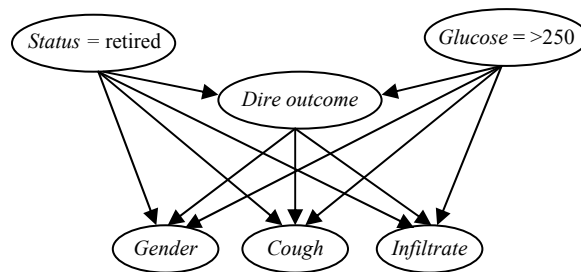 Status = retired
Glucose = >250
Dire outcome
Gender
Cough
Infiltrate